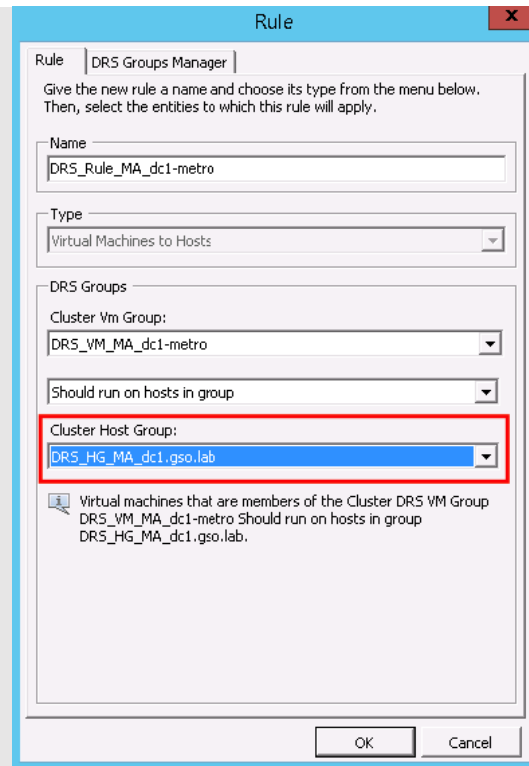 Rule
x
Rule
DRS Groups Manager
Give the new rule a name and choose its type from the menu below.
Then, select the entities to which this rule will apply.
Name
DRS_Rule_MA_dc1-metro
Type
Virtual Machines to Hosts
DRS Groups
Cluster Vm Group:
DRS_VM_MA_dc1-metro
Should run on hosts in group
Cluster Host Group:
DRS_HG_MA_dc1.gso.lab
Virtual machines that are members of the Cluster DRS VM Group
DRS_VM_MA_dc1-metro Should run on hosts in group
DRS_HG_MA_dc1.gso.lab.
OK
Cancel